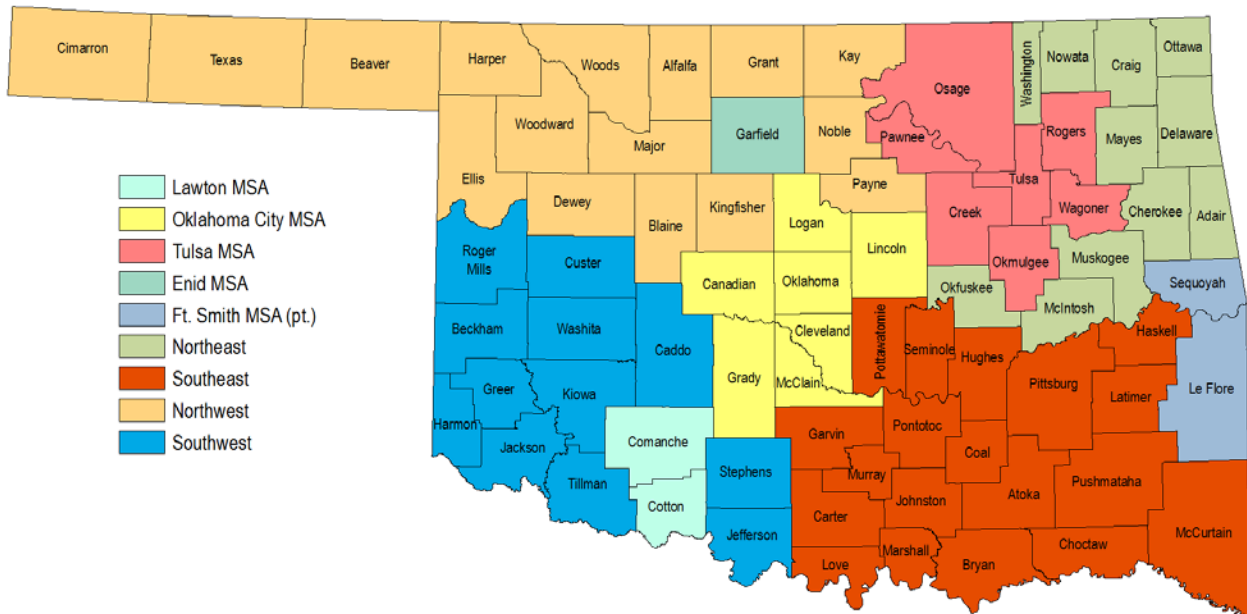 Cimarron
Texas
Beaver
Harper
Woods
Alfalfa
Grant
Kay
Osage
Washington
Nowata
Craig
Ottawa
Woodward
Major
Garfield
Noble
Pawnee
Rogers
Mayes
Delaware
Ellis
Dewey
Blaine
Kingfisher
Logan
Payne
Creek
Tulsa
Wagoner
Cherokee
Adair
Lawton MSA
Oklahoma City MSA
Tulsa MSA
Enid MSA
Ft. Smith MSA (pt.)
Northeast
Southeast
Northwest
Southwest
Roger
Mills
Custer
Canadian
Oklahoma
Lincoln
Okmulgee
Okfuskee
Muskogee
McIntosh
Sequoyah
Beckham
Washita
Caddo
Grady
Cleveland
McClain
Pottawatomie
Seminole
Hughes
Pittsburg
Haskell
Latimer
Le Flore
Harmon
Greer
Kiowa
Jackson
Tillman
Comanche
Cotton
Stephens
Jefferson
Garvin
Murray
Pontotoc
Coal
Carter
Johnston
Atoka
Pushmataha
McCurtain
Love
Marshall
Bryan
Choctaw